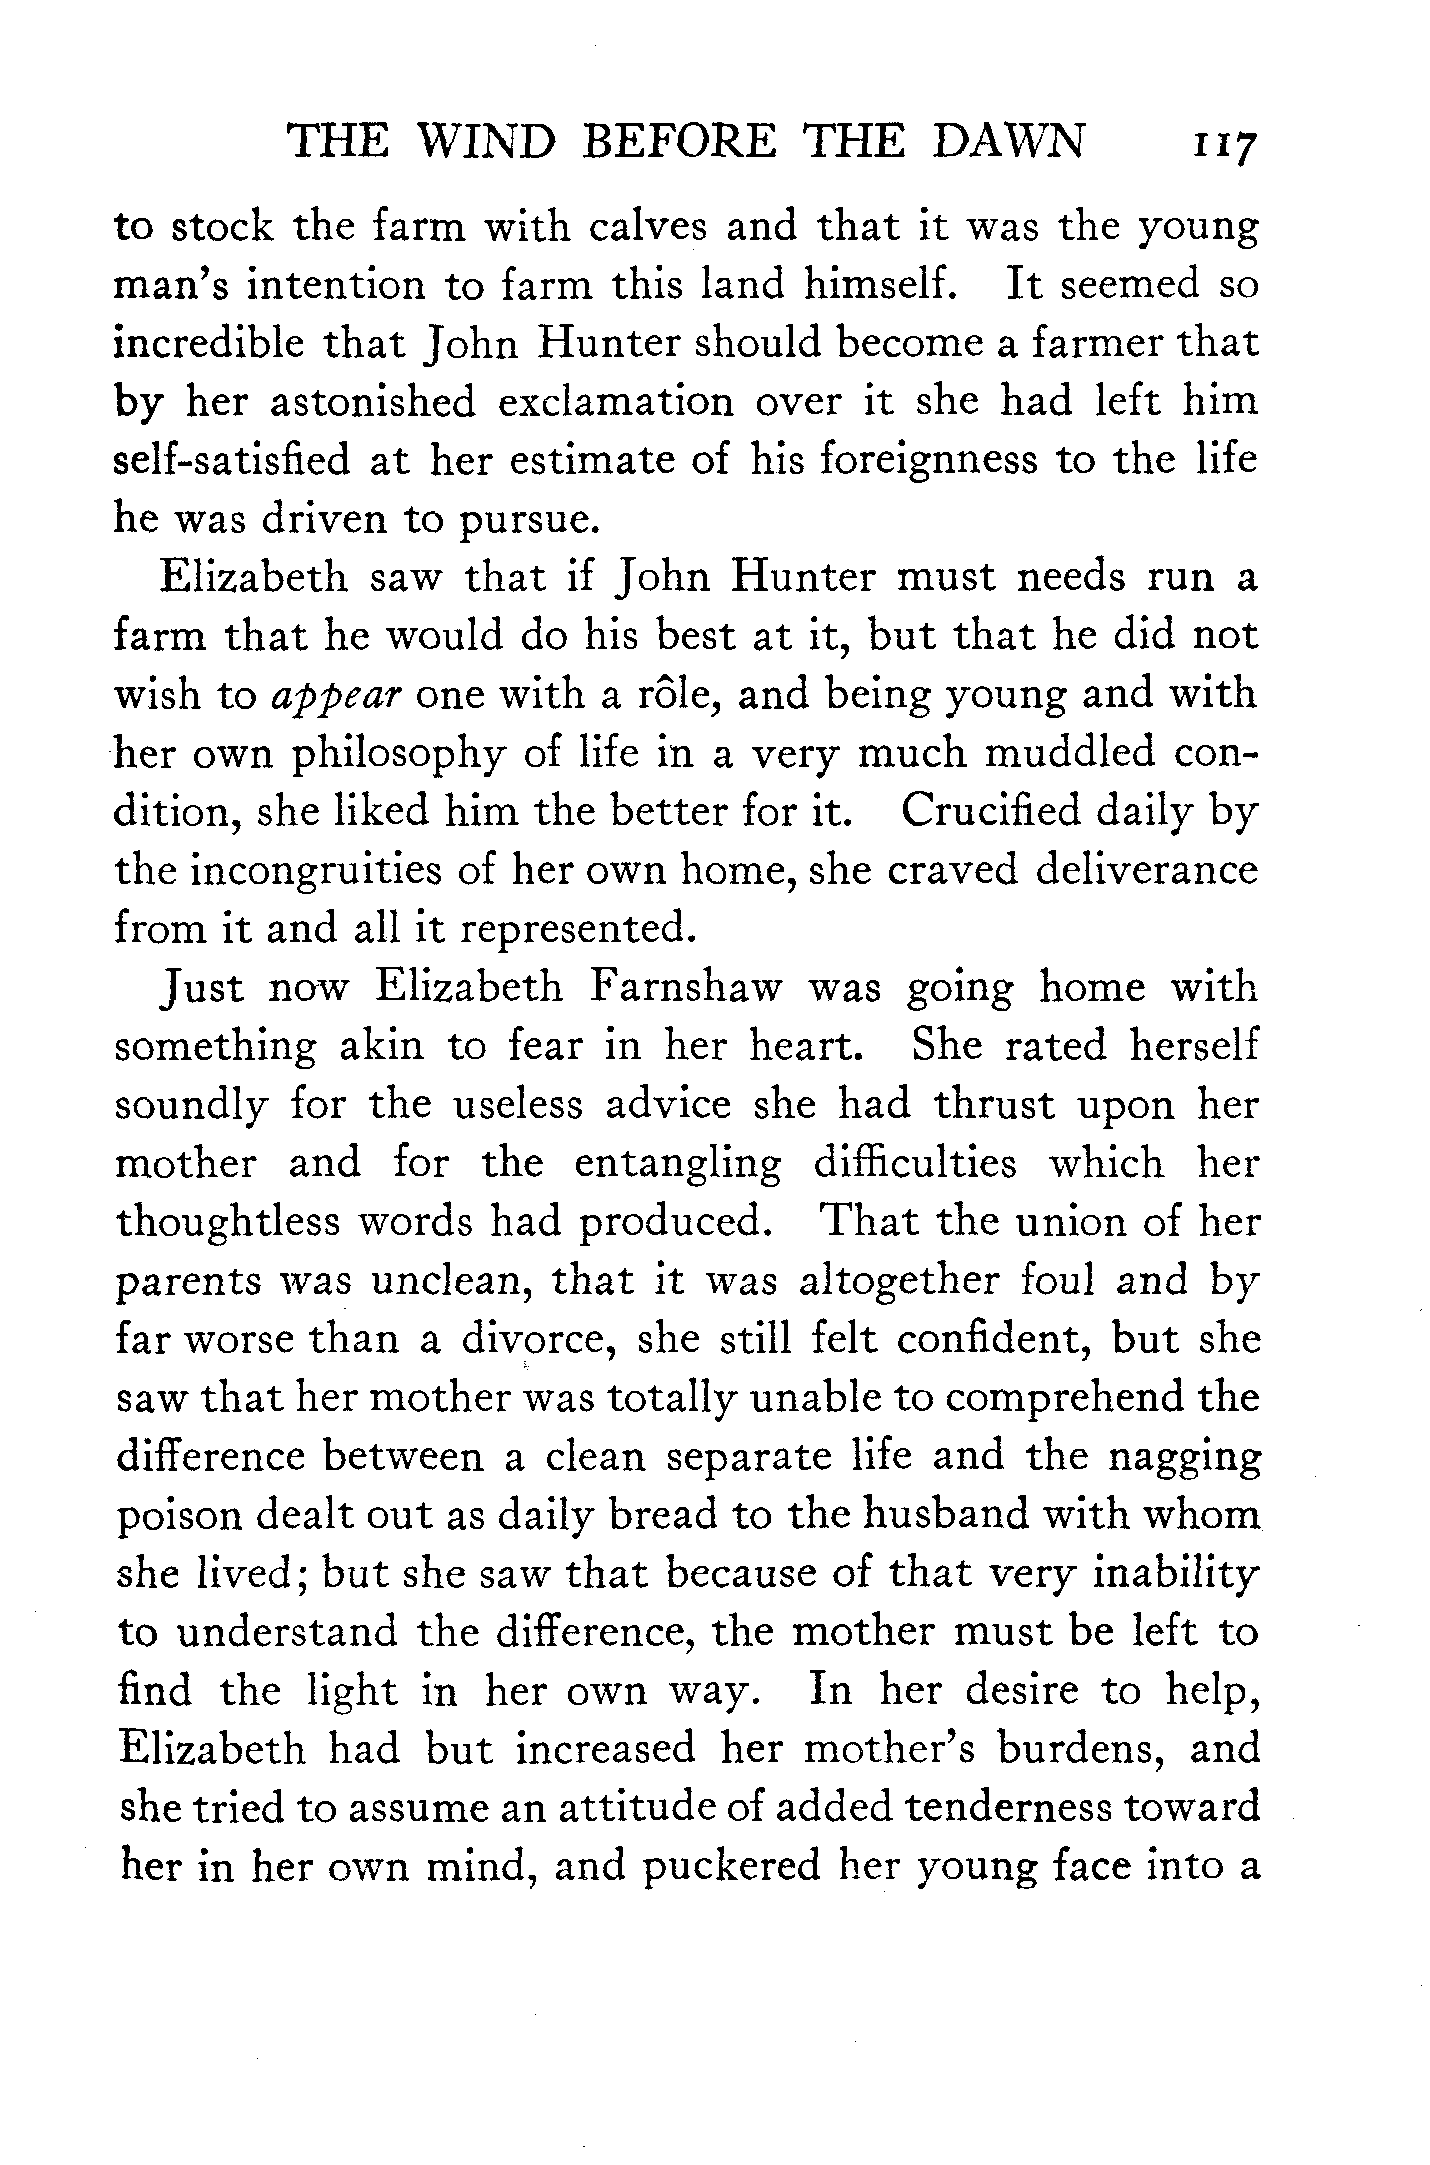 THE WIND BEFORE THE DAWN 117
to stock the farm with calves and that it was the young
man's intention to farm this land himself. It seemed so
incredible that John Hunter should become a farmer that
by her astonished exclamation over it she had left him
self-satisfied at her estimate of his foreignness to the life
he was driven to pursue.
Elizabeth saw that if John Hunter must needs run a
farm that he would do his best at it, but that he did not
wish to appear one with a rôle, and being young and with
her own philosophy of life in a very much muddled con-
dition, she liked him the better for it. Crucified daily by
the incongruities of her own home, she craved deliverance
from it and all it represented.
Just now Elizabeth Farnshaw was going home with
something akin to fear in her heart. She rated herself
soundly for the useless advice she had thrust upon her
mother and for the entangling difficulties which her
thoughtless words had produced. That the union of her
parents was unclean, that it was altogether foul and by
far worse than a divorce, she still felt confident, but she
saw that her mother was totally unable to comprehend the
difference between a clean separate life and the nagging
poison dealt out as daily bread to the husband with whom
she lived; but she saw that because of that very inability
to understand the difference, the mother must be left to
find the light in her own way. In her desire to help,
Elizabeth had but increased her mother's burdens, and
she tried to assume an attitude of added tenderness toward
her in her own mind, and puckered her young face into a